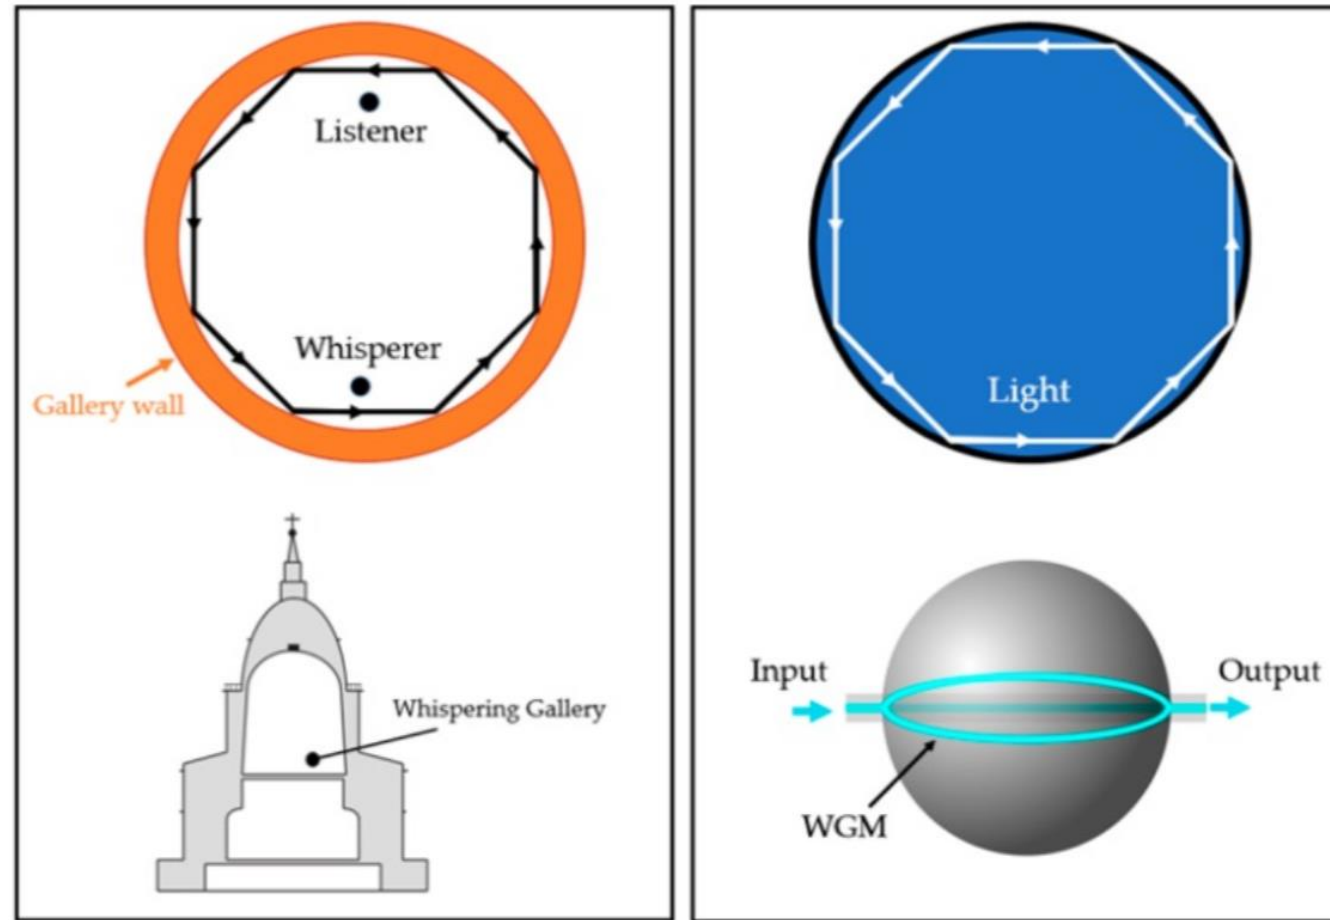 Listener
Whisperer
Gallery wall
Whispering Gallery
Light
Input
Output
WGM